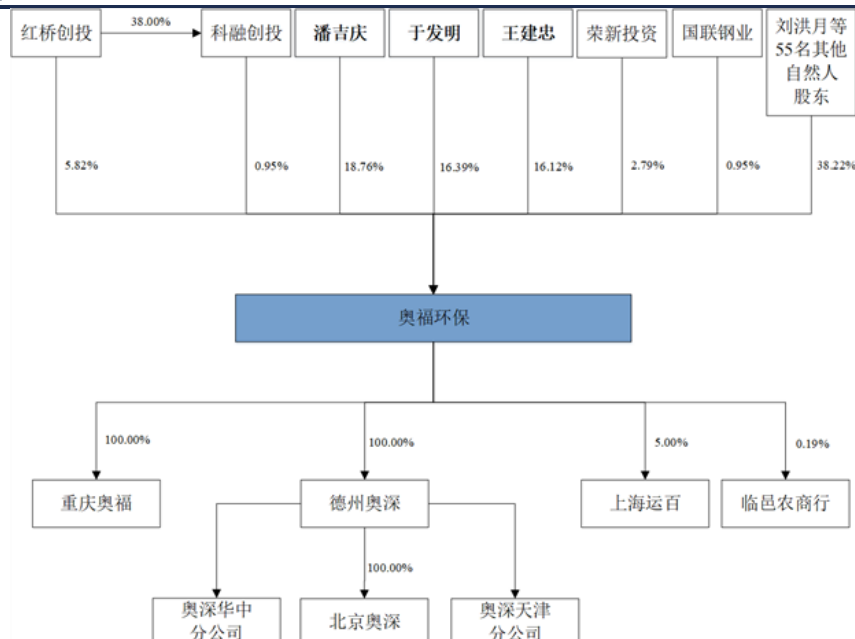 红桥创投
38.00%
科融创投
潘吉庆
于发明
王建忠
荣新投资
国联钢业
刘洪月等
55名其他
自然人
股东
5.82%
0.95%
18.76%
16.39%
16.12%
2.79%
0.95%
38.22%
奥福环保
100.00%
100.00%
5.00%
0.19%
重庆奥福
德州奥深
上海运百
临邑农商行
100.00%
奥深华中
分公司
北京奥深
奥深天津
分公司